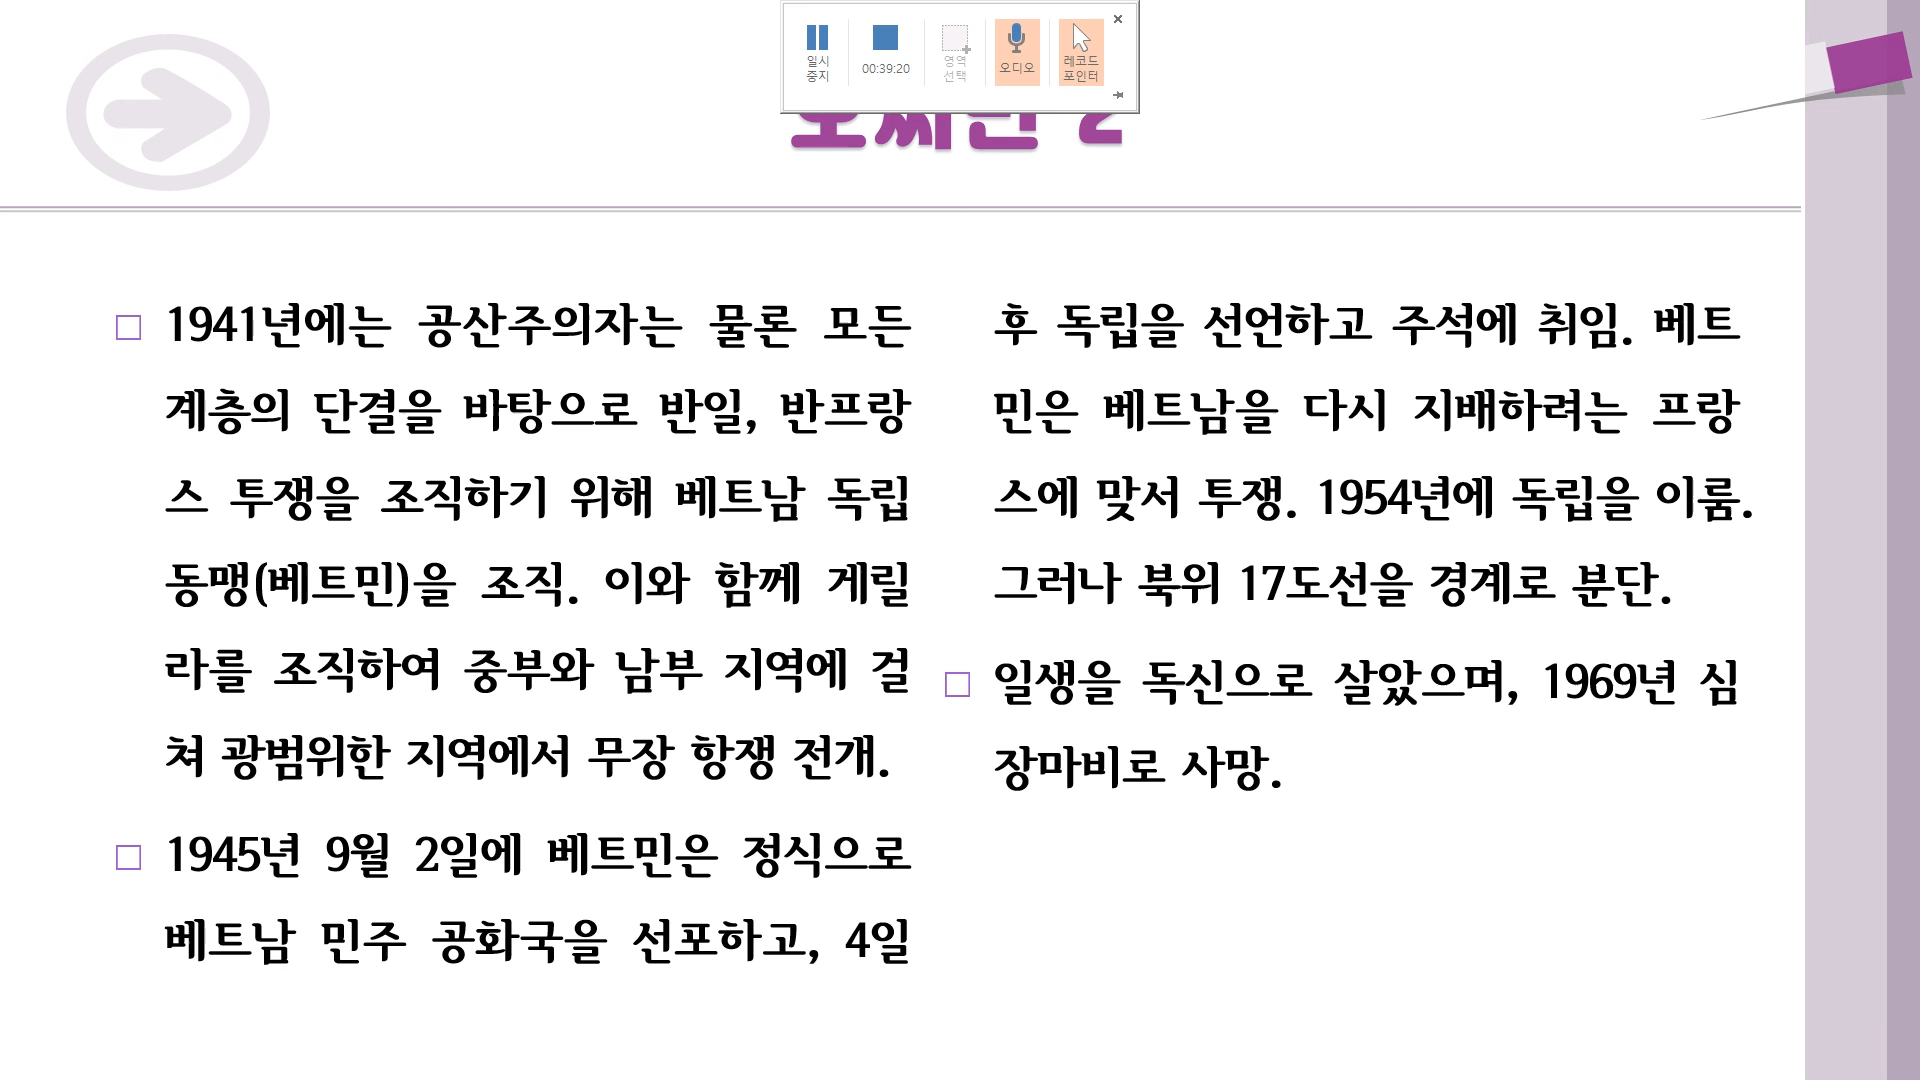 일시
중지
00:39:20
영역
선택
오디오
레코드
포인터
2
1941년에는 공산주의자는 물론 모든
계층의 단결을 바탕으로 반일, 반프랑
스 투쟁을 조직하기 위해 베트남 독립
동맹(베트민)을 조직. 이와 함께 게릴
라를 조직하여 중부와 남부 지역에 걸
쳐 광범위한 지역에서 무장 항쟁 전개.
1945년 9월 2일에 베트민은 정식으로
베트남 민주 공화국을 선포하고, 4일
후 독립을 선언하고 주석에 취임. 베트
민은 베트남을 다시 지배하려는 프랑
스에 맞서 투쟁. 1954년에 독립을 이룸.
그러나 북위 17도선을 경계로 분단.
일생을 독신으로 살았으며, 1969년 심
장마비로 사망.